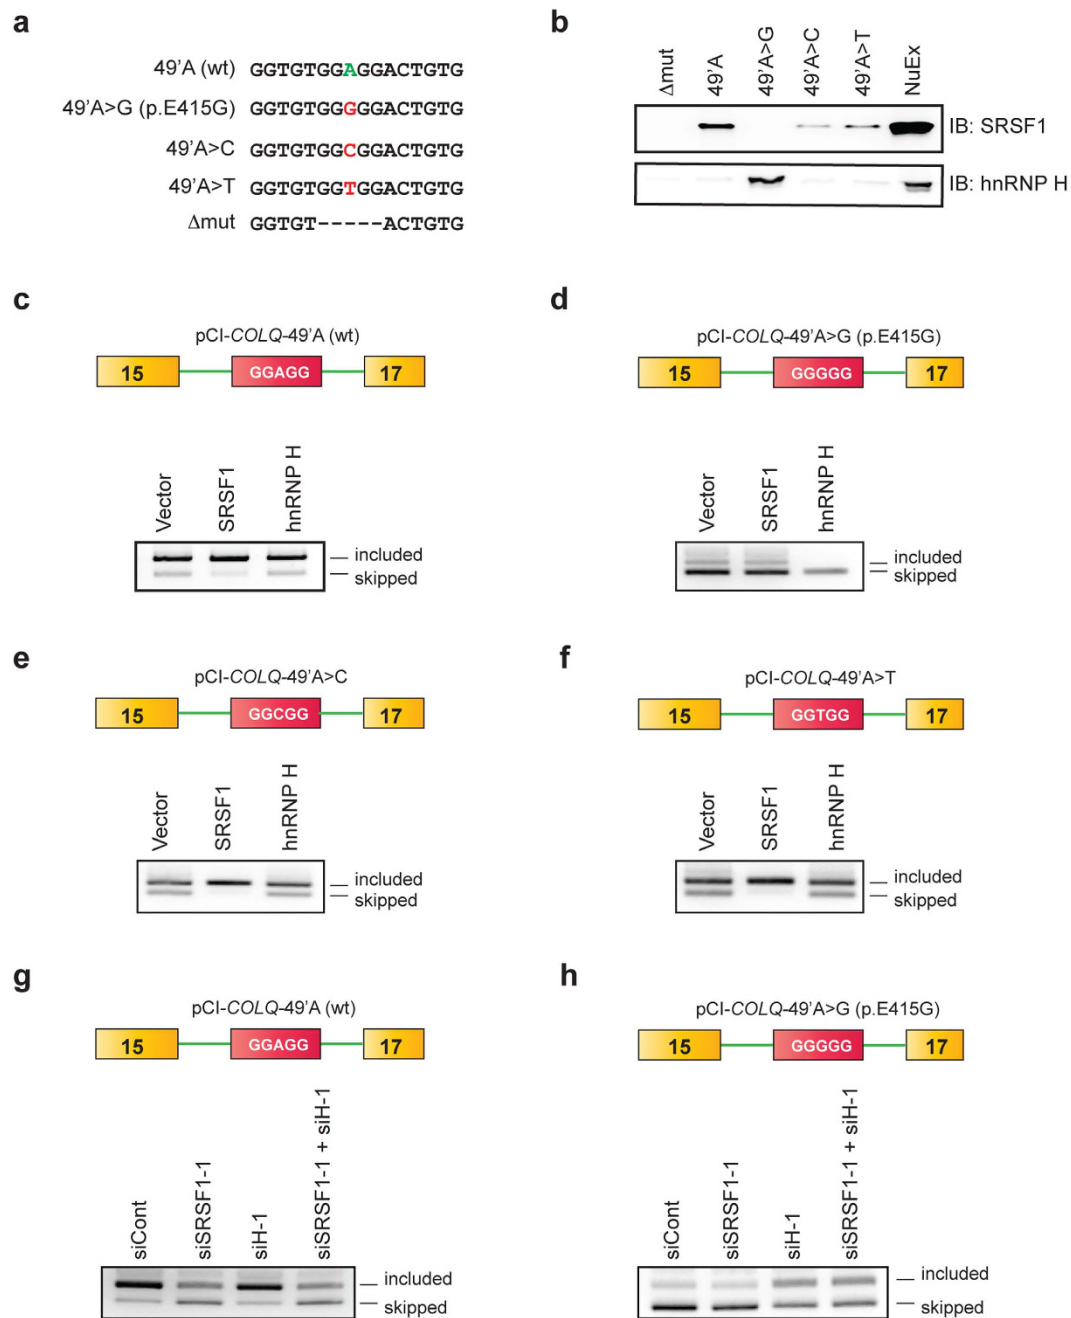 a
49'A (wt) GGTGTGGAGGACTGTG
49'A>G (p.E415G) GGTGTGGGGGACTGTG
49'A>C GGTGTGGCGGACTGTG
49'A>T GGTGTGGTGGACTGTG
Δmut GGTGT-----ACTGTG
b
Δmut 49'A 49'A>G 49'A>C 49'A>T NuEx
IB: SRSF1
IB: hnRNP H
c
pCI-COLQ-49'A (wt)
15 GGAGG 17
Vector SRSF1 hnRNP H
included
skipped
d
pCI-COLQ-49'A>G (p.E415G)
15 GGGGG 17
Vector SRSF1 hnRNP H
included
skipped
e
pCI-COLQ-49'A>C
15 GGCGG 17
Vector SRSF1 hnRNP H
included
skipped
f
pCI-COLQ-49'A>T
15 GGTGG 17
Vector SRSF1 hnRNP H
included
skipped
g
pCI-COLQ-49'A (wt)
15 GGAGG 17
siCont siSRSF1-1 siH-1 siSRSF1-1 + siH-1
included
skipped
h
pCI-COLQ-49'A>G (p.E415G)
15 GGGGG 17
siCont siSRSF1-1 siH-1 siSRSF1-1 + siH-1
included
skipped